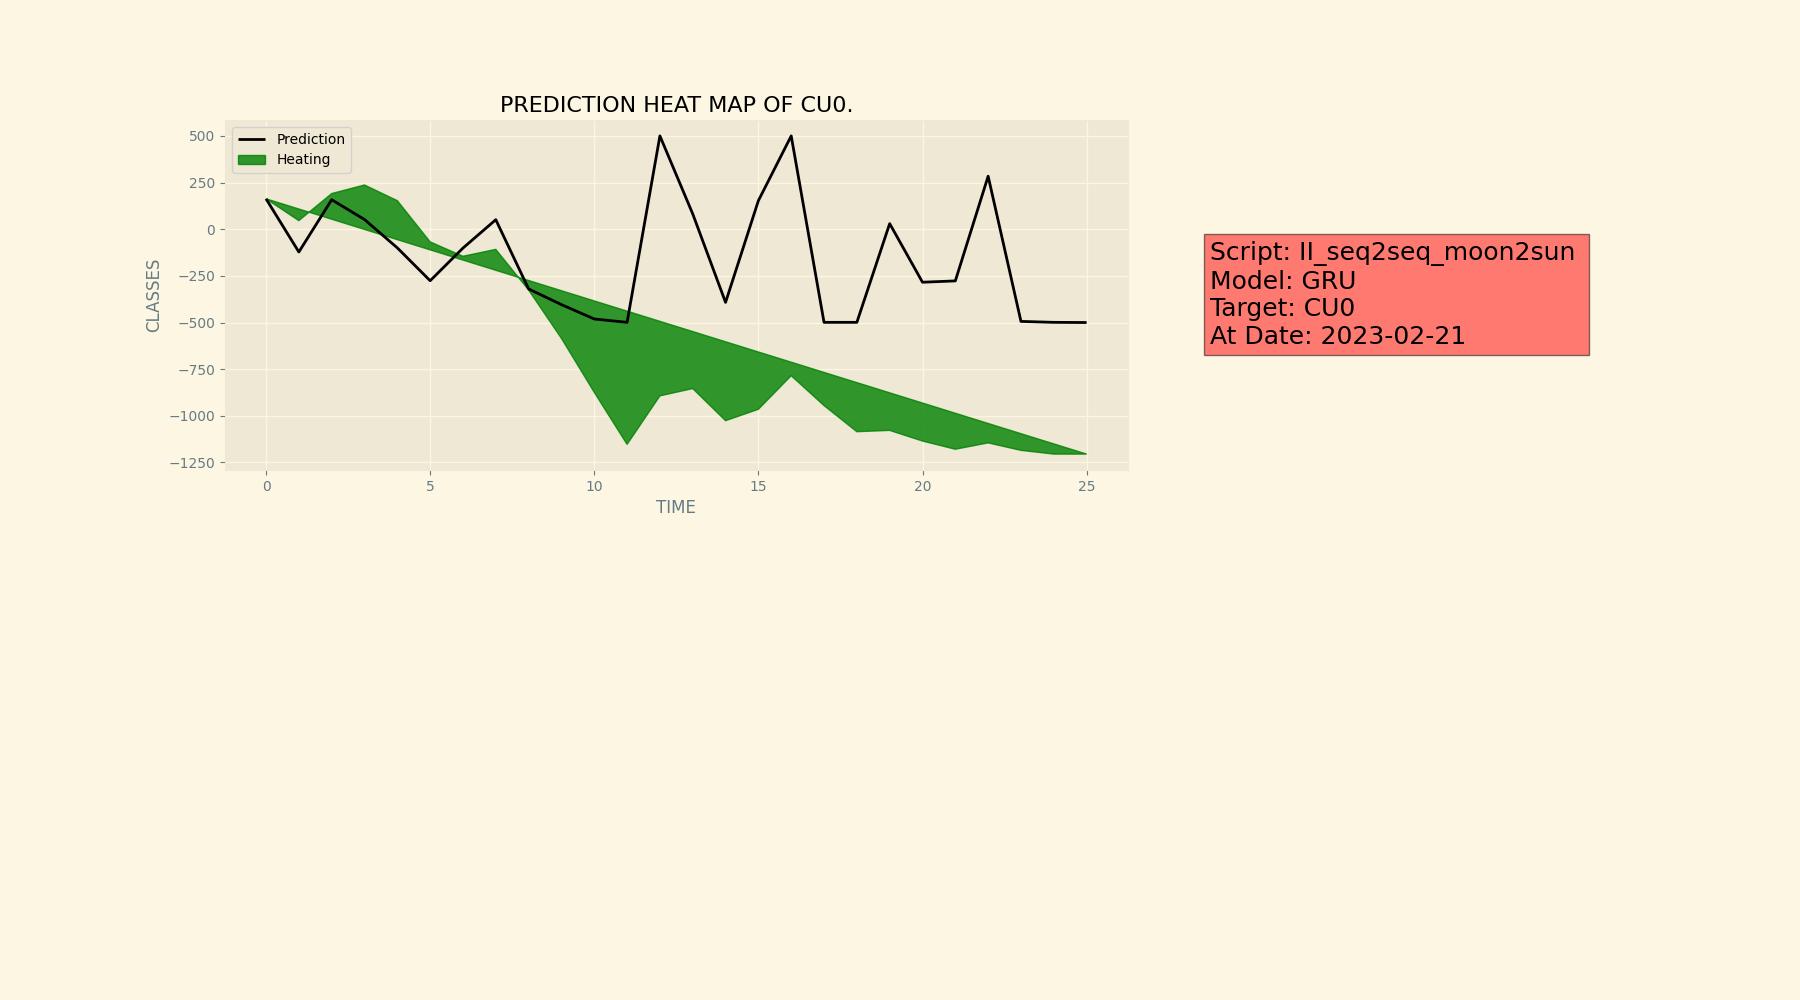 PREDICTION HEAT MAP OF CU0.
Prediction
Heating
500
250
0
−250
−500
−750
−1000
−1250
CLASSES
0 5 10 15 20 25
TIME
Script: II_seq2seq_moon2sun
Model: GRU
Target: CU0
At Date: 2023-02-21